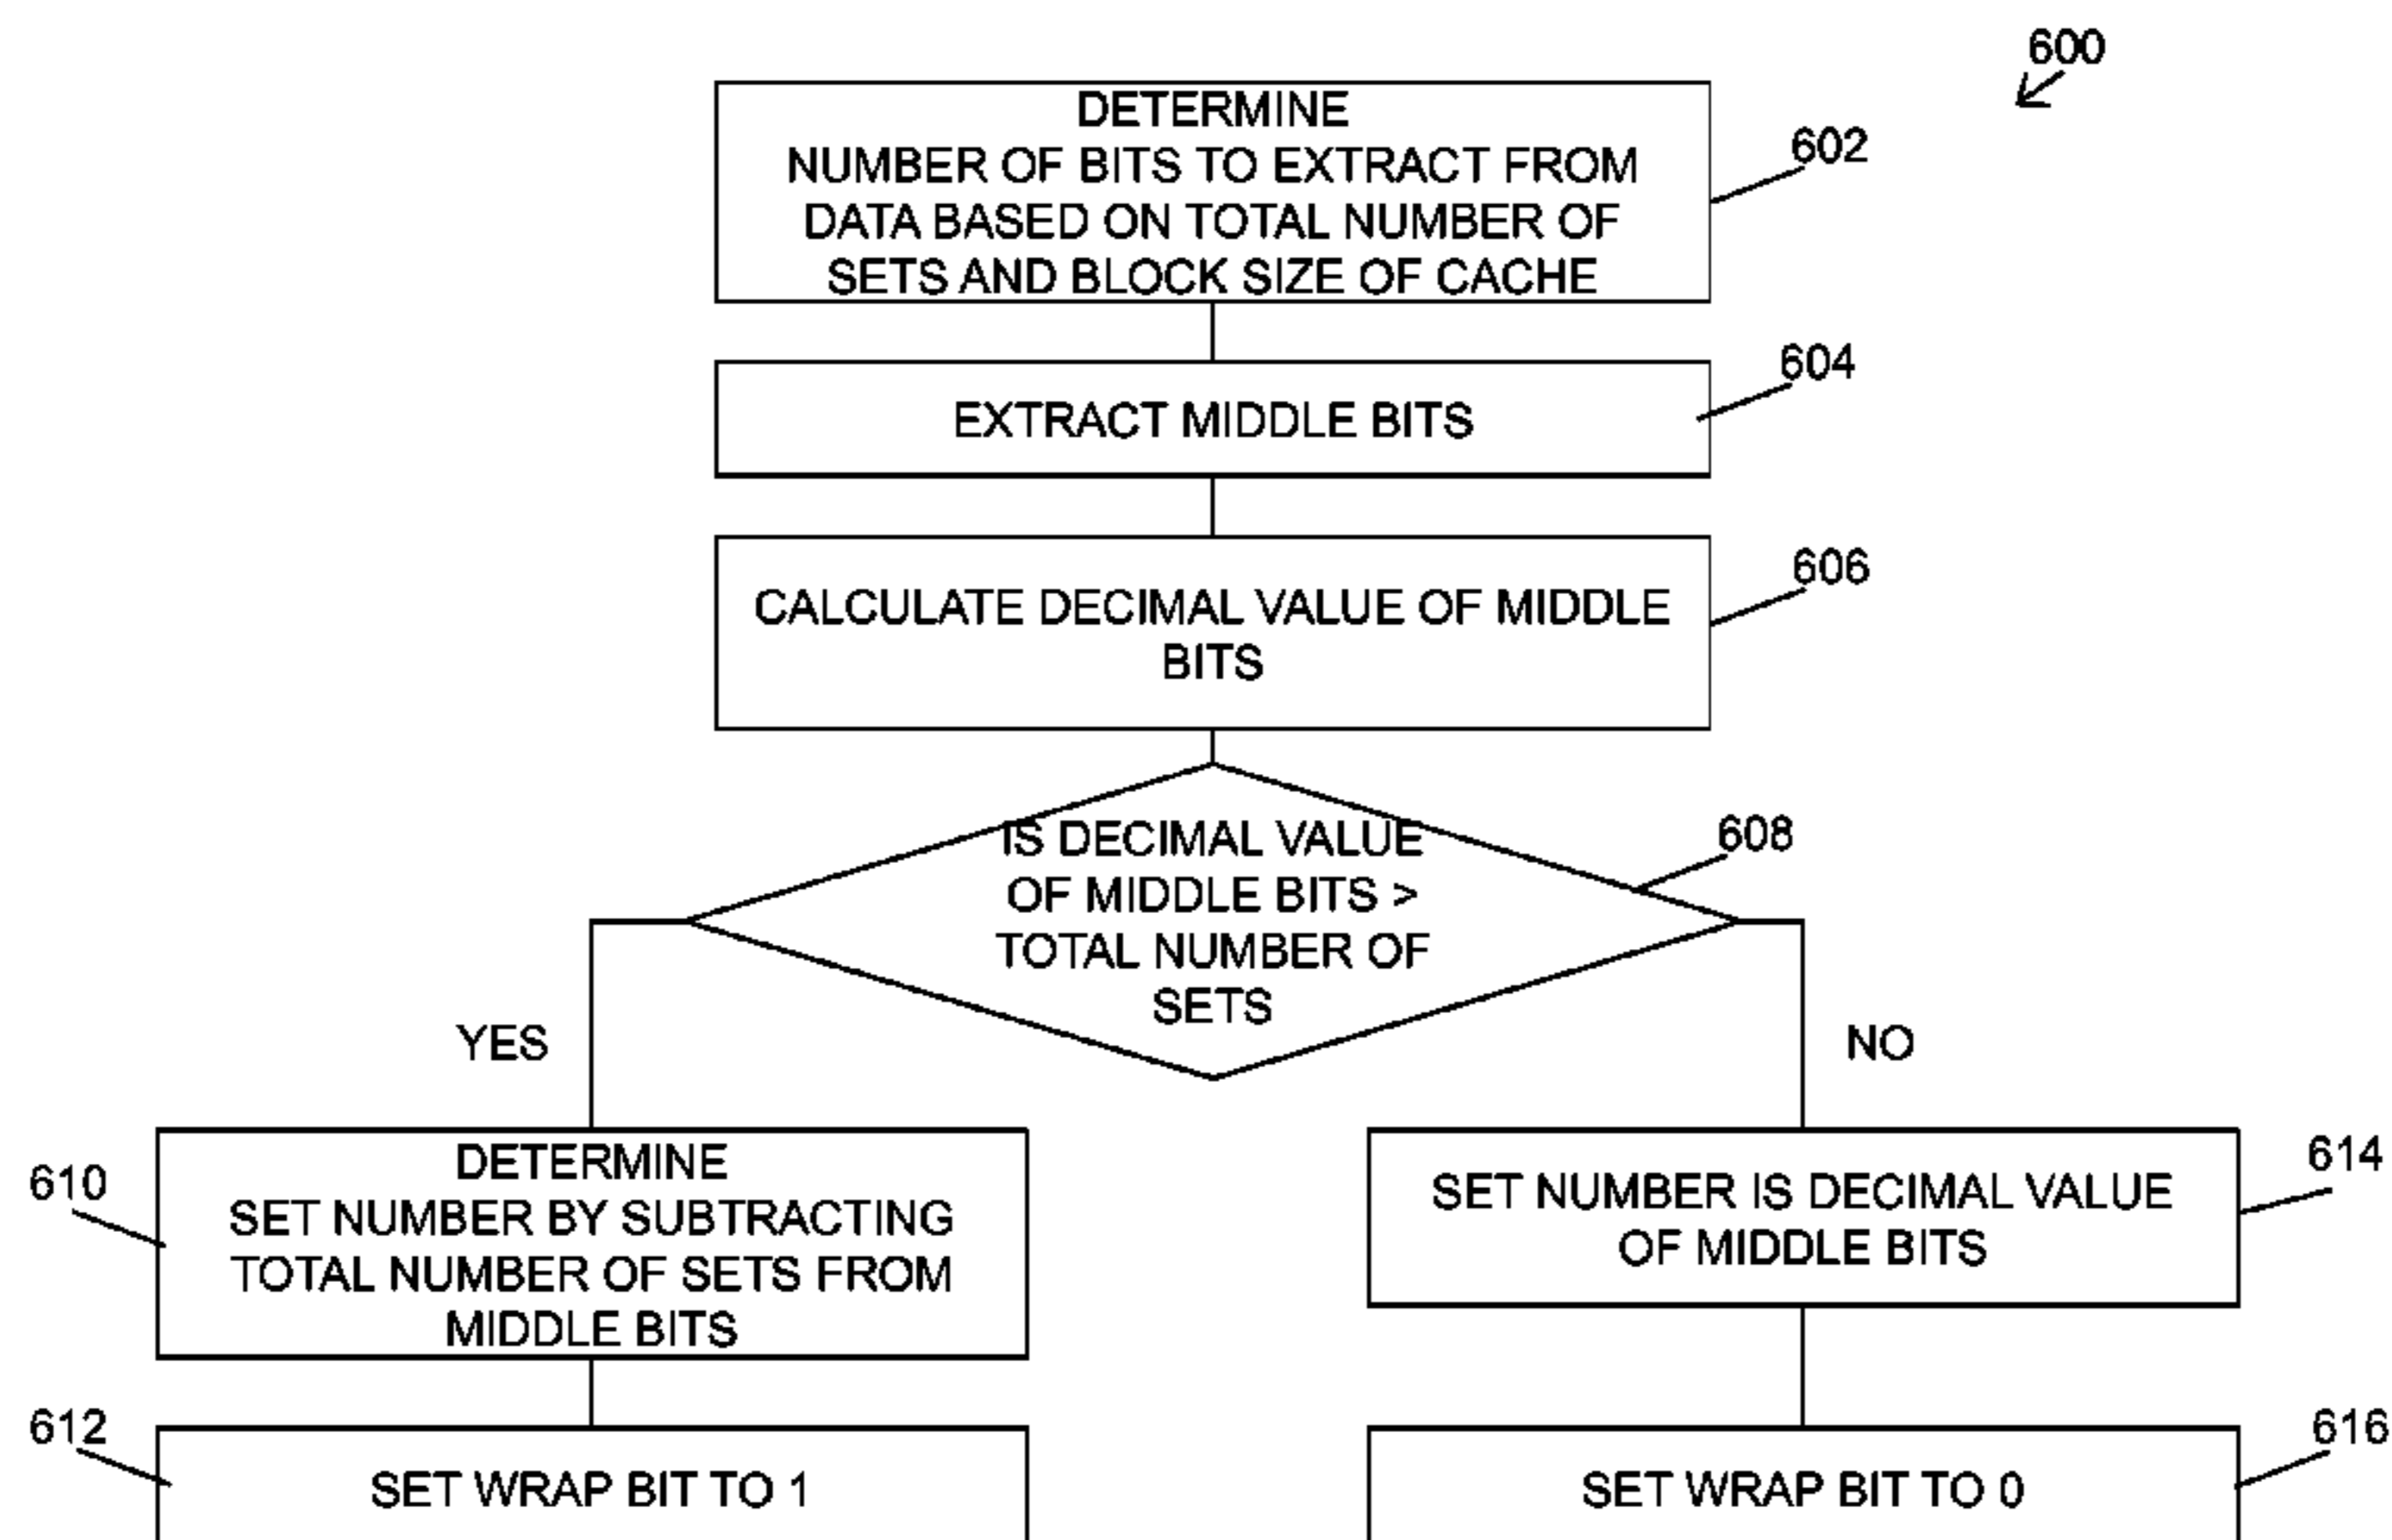 600
DETERMINE
NUMBER OF BITS TO EXTRACT FROM
DATA BASED ON TOTAL NUMBER OF
SETS AND BLOCK SIZE OF CACHE
602
EXTRACT MIDDLE BITS
604
CALCULATE DECIMAL VALUE OF MIDDLE
BITS
606
IS DECIMAL VALUE
OF MIDDLE BITS >
TOTAL NUMBER OF
SETS
608
YES
NO
610
DETERMINE
SET NUMBER BY SUBTRACTING
TOTAL NUMBER OF SETS FROM
MIDDLE BITS
SET NUMBER IS DECIMAL VALUE
OF MIDDLE BITS
614
612
SET WRAP BIT TO 1
SET WRAP BIT TO 0
616